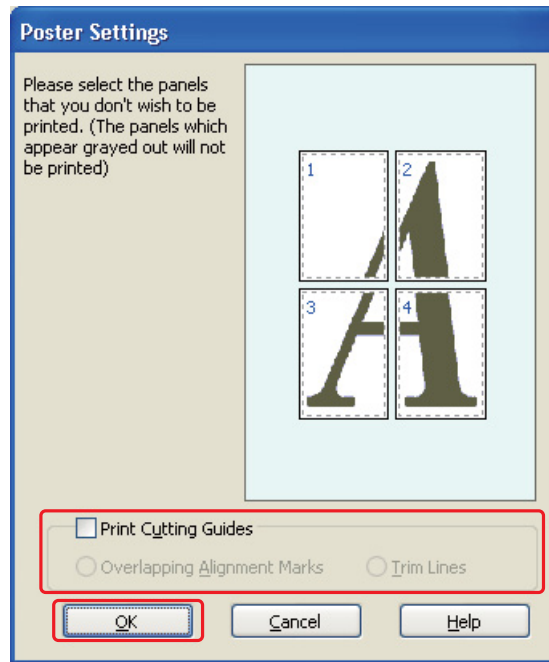 Poster Settings
Please select the panels
that you don't wish to be
printed. (The panels which
appear grayed out will not
be printed)
1
2
3
4
Print Cutting Guides
Overlapping Alignment Marks
Trim Lines
OK
Cancel
Help